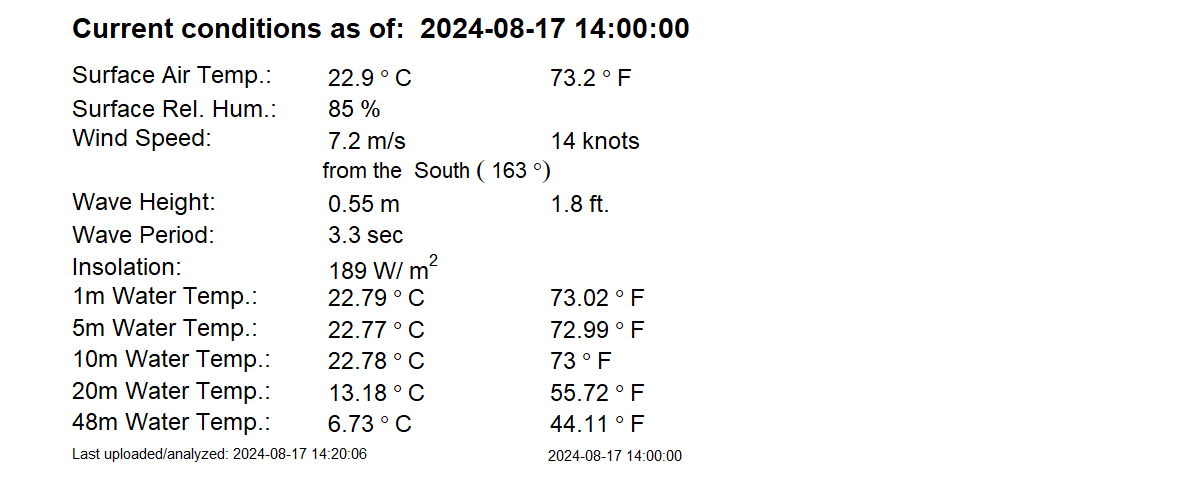 Current conditions as of:  2024-08-17 14:00:00
Surface Air Temp.: 22.9 ° C 73.2 ° F
Surface Rel. Hum.: 85 %
Wind Speed: 7.2 m/s 14 knots
from the  South ( 163 °)
Wave Height: 0.55 m 1.8 ft.
Wave Period: 3.3 sec
Insolation: 189 W/ m²
1m Water Temp.: 22.79 ° C 73.02 ° F
5m Water Temp.: 22.77 ° C 72.99 ° F
10m Water Temp.: 22.78 ° C 73 ° F
20m Water Temp.: 13.18 ° C 55.72 ° F
48m Water Temp.: 6.73 ° C 44.11 ° F
Last uploaded/analyzed: 2024-08-17 14:20:06 2024-08-17 14:00:00